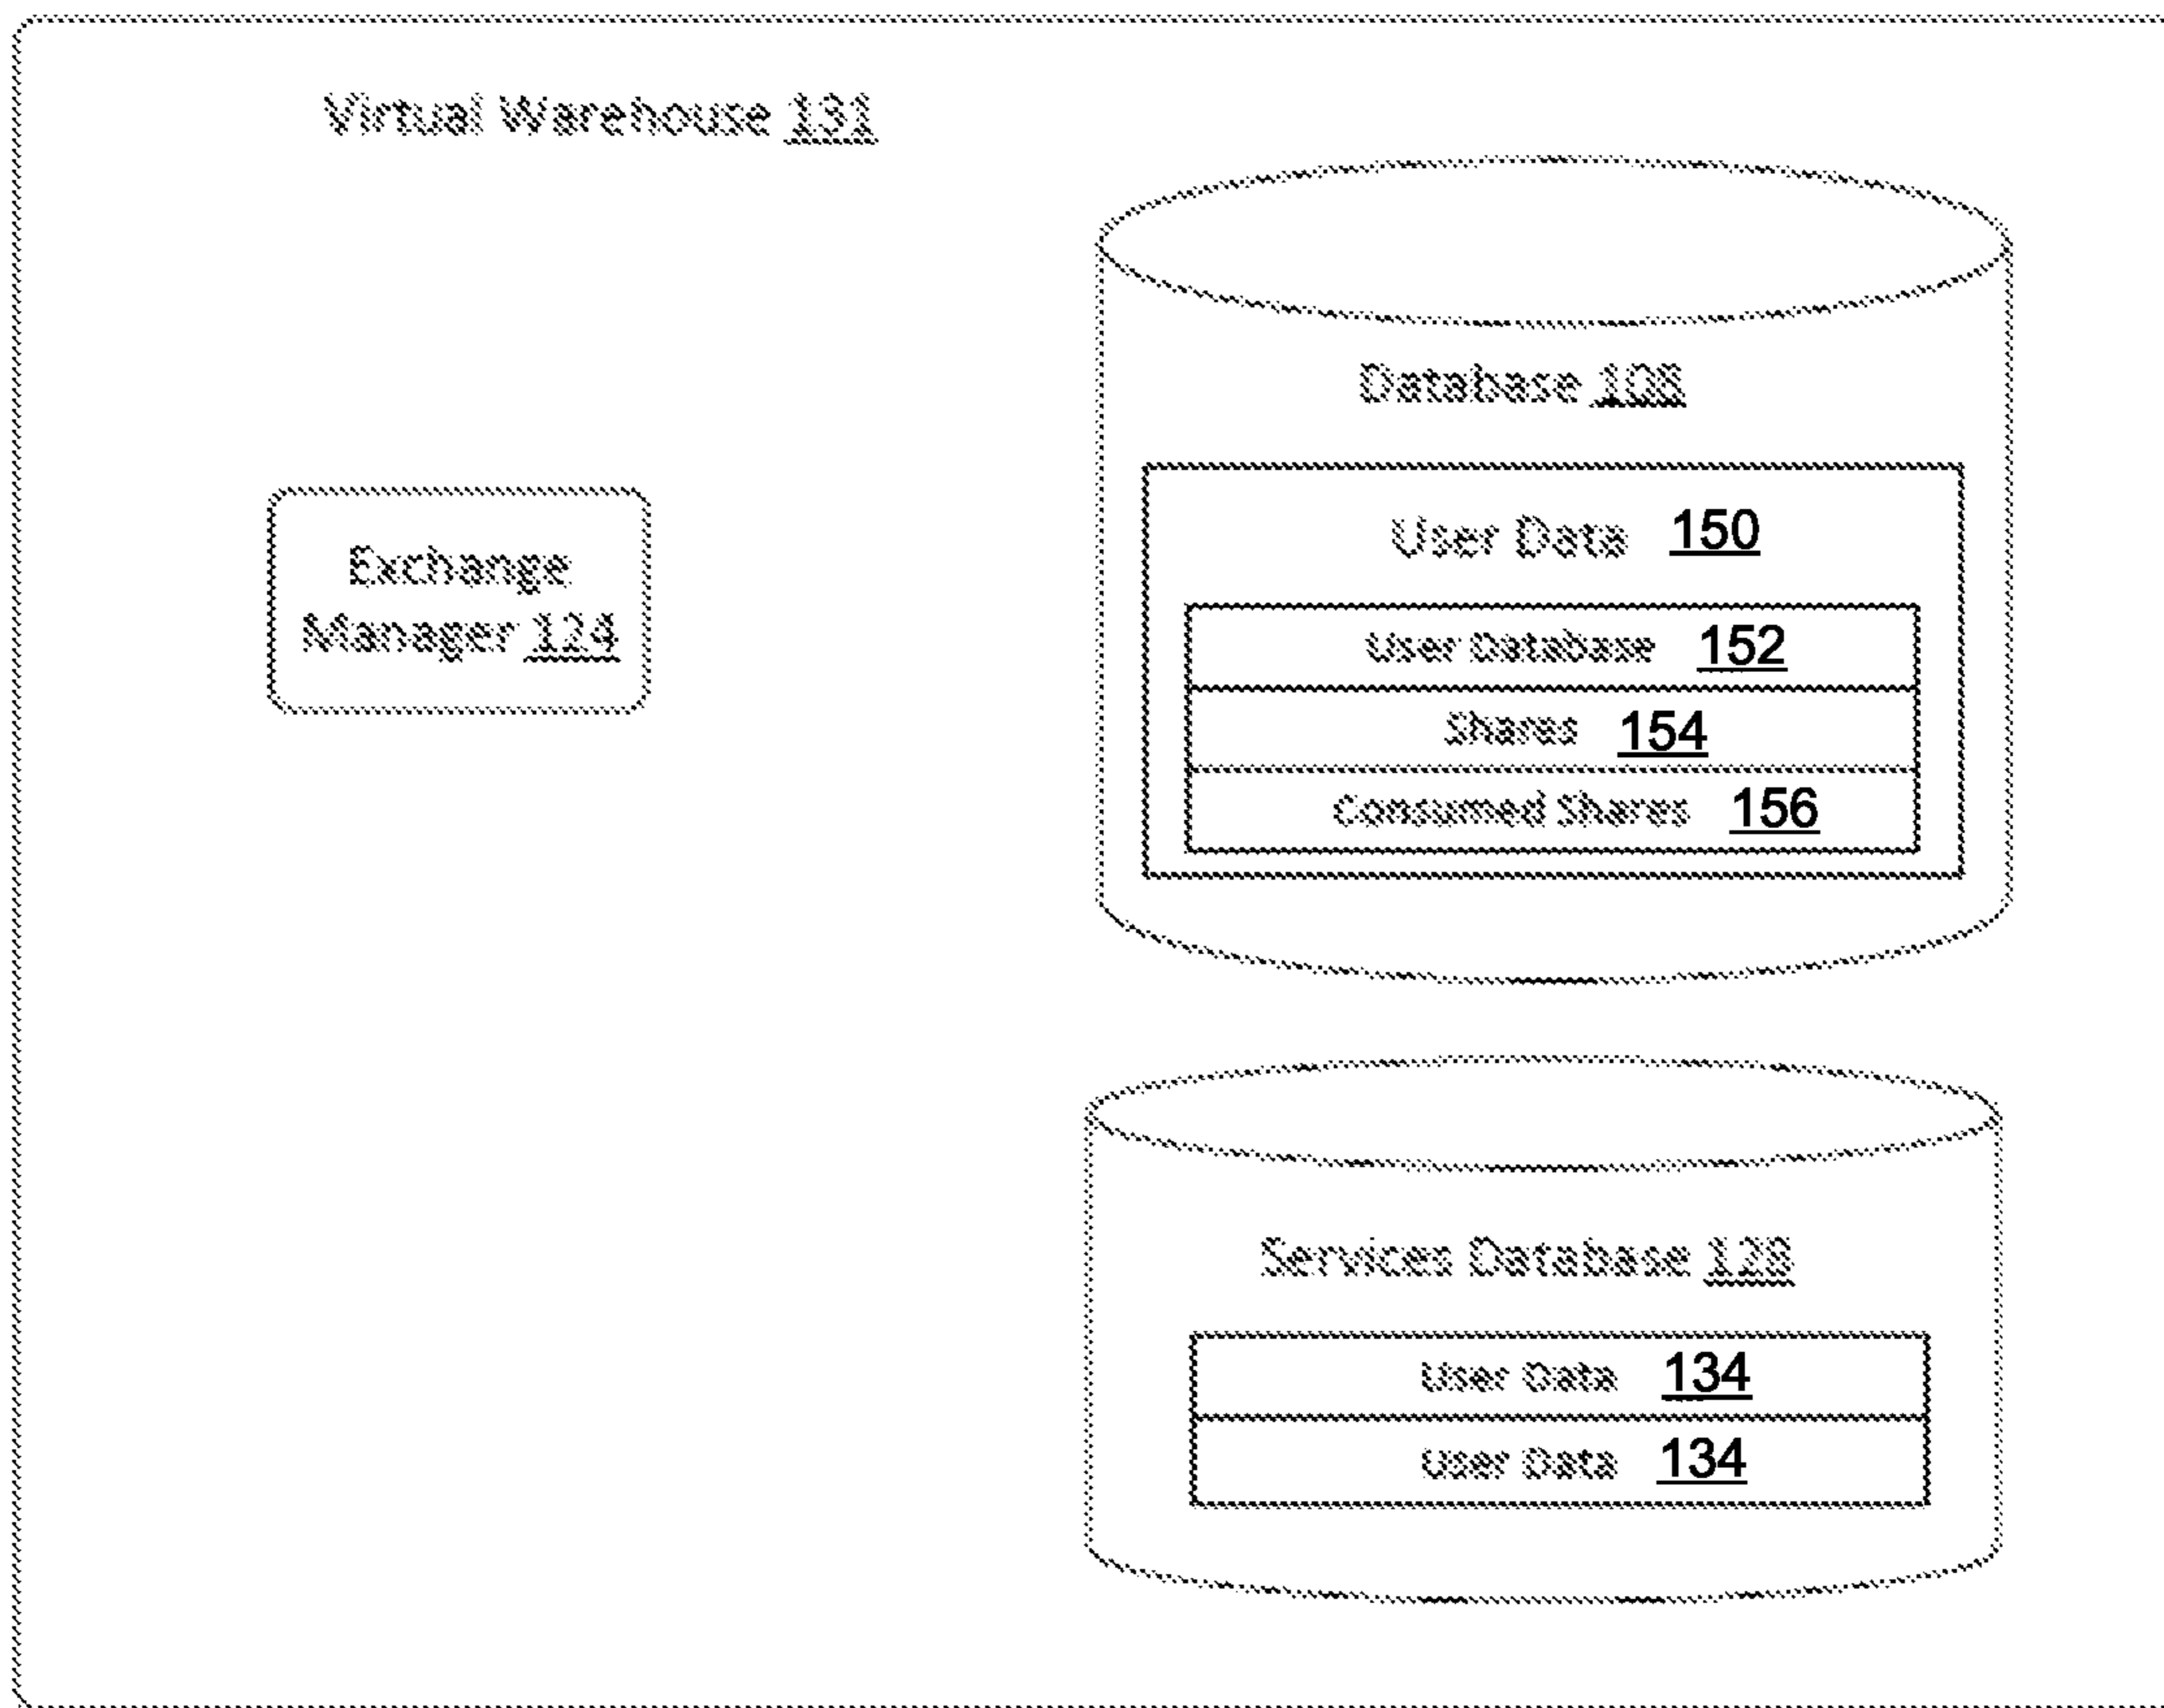 Virtual Warehouse 131
Database 108
User Data 150
Exchange
Manager 124
User Database 152
Shares 154
Consumed Shares 156
Services Database 128
User Data 134
User Data 134